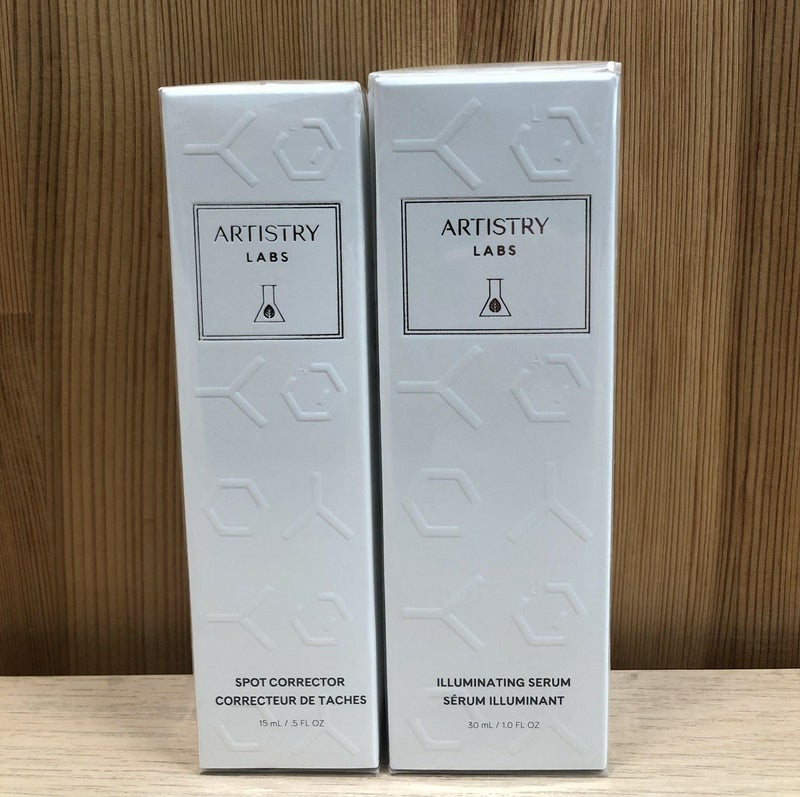 ARTISTRY
LABS
SPOT CORRECTOR
CORRECTEUR DE TACHES
15 mL / .5 FL OZ
ARTISTRY
LABS
ILLUMINATING SERUM
SÉRUM ILLUMINANT
30 mL / 1.0 FL OZ